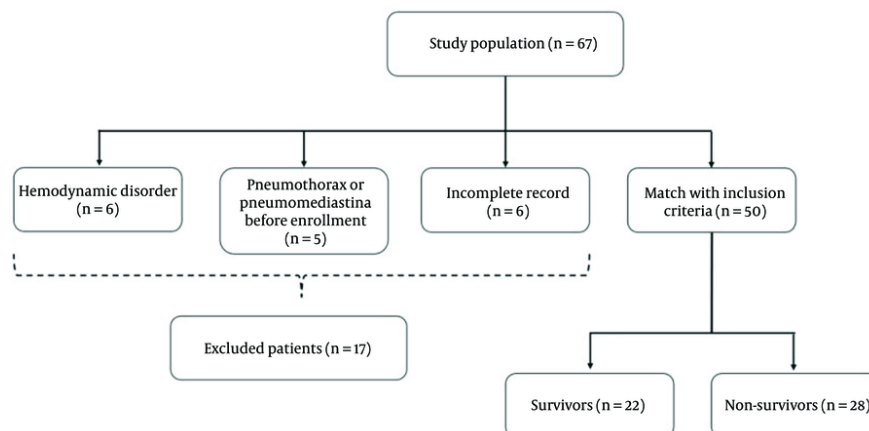 Study population (n = 67)
Hemodynamic disorder
(n = 6)
Pneumothorax or
pneumomediastina
before enrollment
(n = 5)
Incomplete record
(n = 6)
Match with inclusion
criteria (n = 50)
Excluded patients (n = 17)
Survivors (n = 22)
Non-survivors (n = 28)